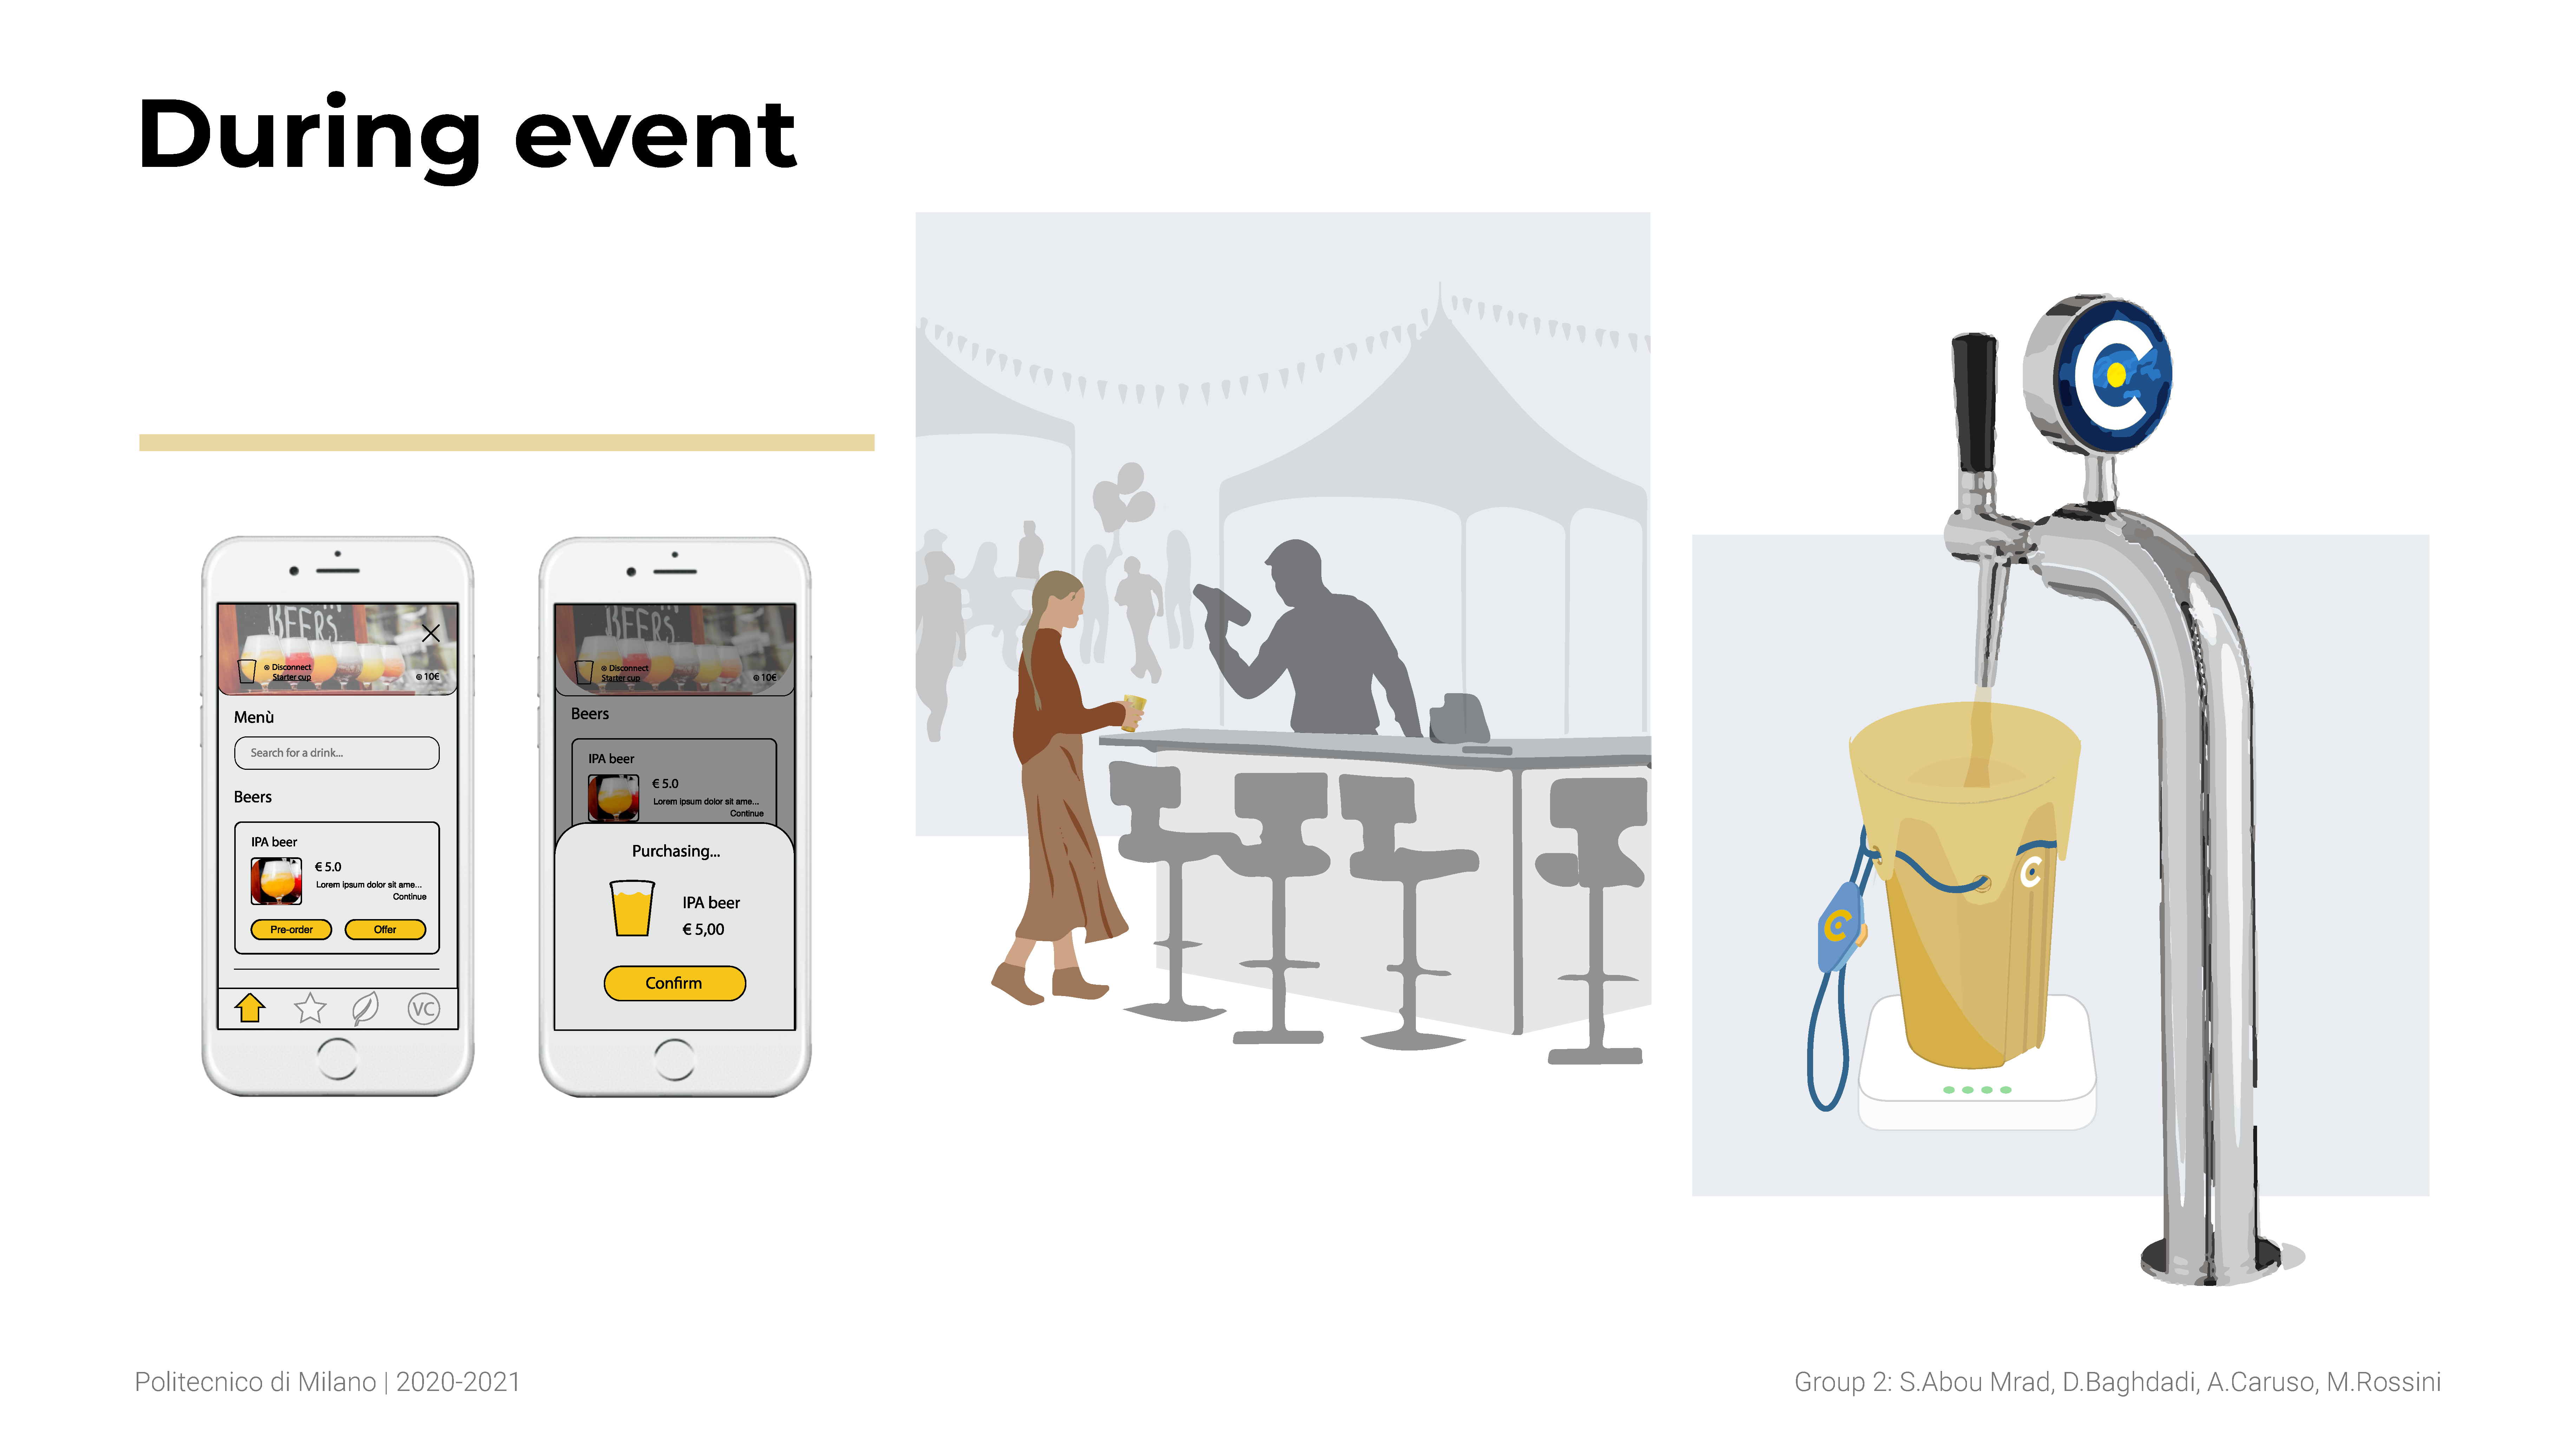 During event
BEERS
⊗ Disconnect
Starter cup
10€
Menù
Search for a drink...
Beers
IPA beer
€ 5.0
Lorem ipsum dolor sit ame...
Continue
Pre-order
Offer
VC
BEERS
⊗ Disconnect
Starter cup
10€
Beers
IPA beer
€ 5.0
Lorem ipsum dolor sit ame...
Continue
Purchasing...
IPA beer
€ 5,00
Confirm
C
C
C
Politecnico di Milano | 2020-2021
Group 2: S.Abou Mrad, D.Baghdadi, A.Caruso, M.Rossini